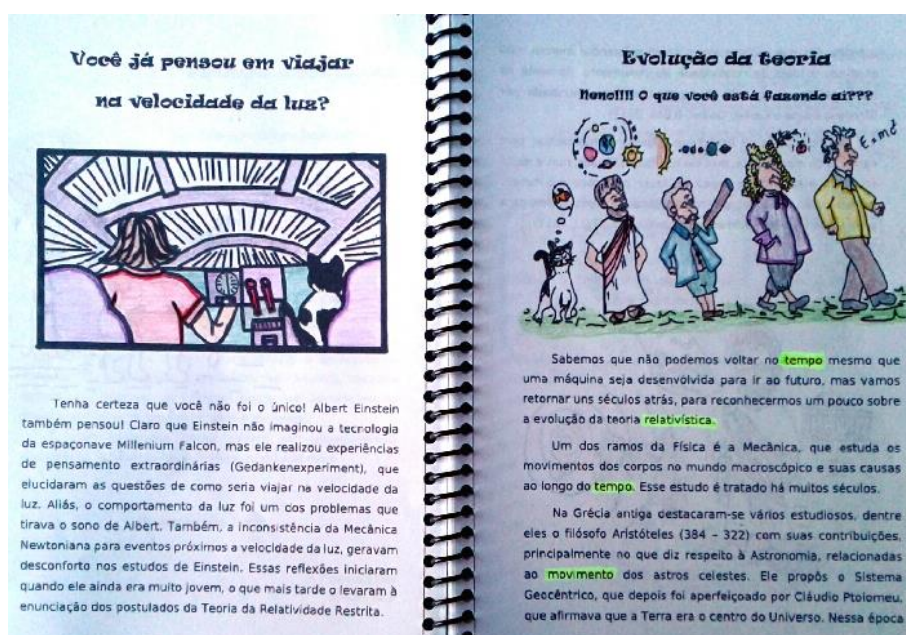 Você já pensou em viajar
na velocidade da luz?
Tenha certeza que você não foi o único! Albert Einstein
também pensou! Claro que Einstein não imaginou a tecnologia
da espaçonave Millenium Falcon, mas ele realizou experiências
de pensamento extraordinárias (Gedankenexperiment), que
elucidaram as questões de como seria viajar na velocidade da
luz. Aliás, o comportamento da luz foi um dos problemas que
tirava o sono de Albert. Também, a inconsistência da Mecânica
Newtoniana para eventos próximos a velocidade da luz, geravam
desconforto nos estudos de Einstein. Essas reflexões iniciaram
quando ele ainda era muito jovem, o que mais tarde o levaram à
enunciação dos postulados da Teoria da Relatividade Restrita.
Evolução da teoria
Neno!!!! O que você está fazendo aí???
E=mc²
Sabemos que não podemos voltar no tempo mesmo que
uma máquina seja desenvolvida para ir ao futuro, mas vamos
retornar uns séculos atrás, para reconhecermos um pouco sobre
a evolução da teoria relativística.
Um dos ramos da Física é a Mecânica, que estuda os
movimentos dos corpos no mundo macroscópico e suas causas
ao longo do tempo. Esse estudo é tratado há muitos séculos.
Na Grécia antiga destacaram-se vários estudiosos, dentre
eles o filósofo Aristóteles (384 - 322) com suas contribuições,
principalmente no que diz respeito à Astronomia, relacionadas
ao movimento dos astros celestes. Ele propôs o Sistema
Geocêntrico, que depois foi aperfeiçoado por Cláudio Ptolomeu,
que afirmava que a Terra era o centro do Universo. Nessa época